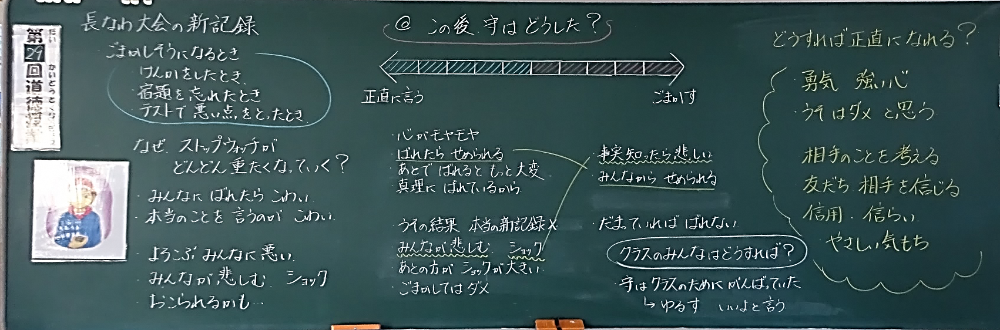 第29回道徳
だい かいどうとく
長なわ大会の新記録
ごまかしそうになるとき
・けんかをしたとき
・宿題を忘れたとき
・テストで悪い点をとったとき
なぜ ストップウォッチが
どんどん重たくなっていく?
・みんなに ばれたら こわい
・本当のことを言うのが こわい
・よろこぶ みんなに悪い
・みんなが悲しむ ショック
・おこられるかも…
@ この後、守は どうした?
正直に言う
ごまかす
・心がモヤモヤ
・ばれたら せめられる
・あとで ばれると もっと大変
・真理に ばれているから
・うその結果 本当の新記録×
・みんなが悲しむ ショック
・あとの方が ショックが大きい
・ごまかしてはダメ
・事実知ったら悲しい
・みんなから せめられる
・だまっていれば ばれない
クラスのみんなはどうすれば?
・守はクラスのために がんばっていた
↳ ゆるす いいよと言う
どうすれば正直になれる?
・勇気 強い心
・うそはダメ と思う
・相手のことを考える
友だち 相手を信じる
信用・信らい
・やさしい気もち